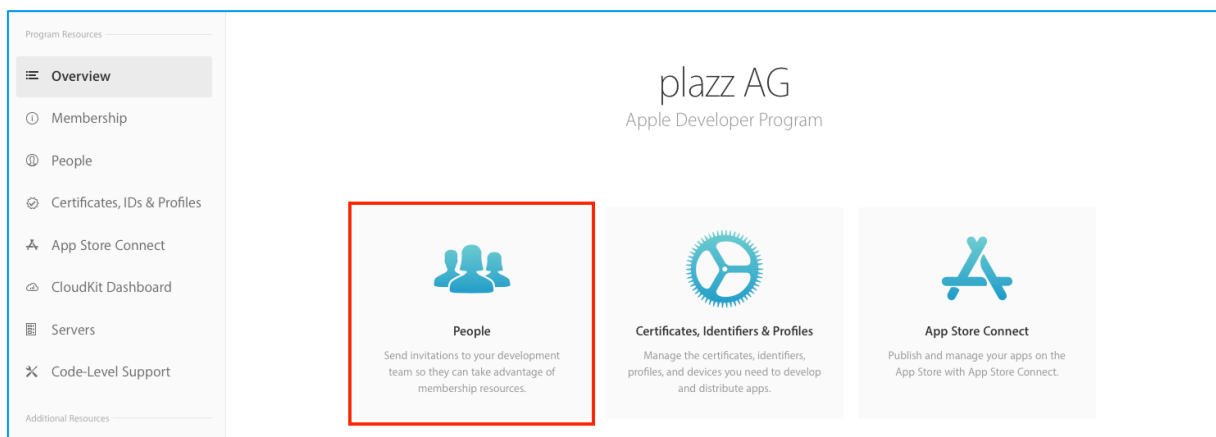 Program Resources
Overview
Membership
People
Certificates, IDs & Profiles
App Store Connect
CloudKit Dashboard
Servers
Code-Level Support
Additional Resources
plazz AG
Apple Developer Program
People
Send invitations to your development
team so they can take advantage of
membership resources.
Certificates, Identifiers & Profiles
Manage the certificates, identifiers,
profiles, and devices you need to develop
and distribute apps.
App Store Connect
Publish and manage your apps on the
App Store with App Store Connect.